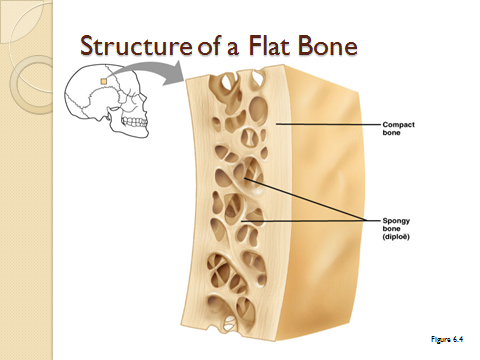 Structure of a Flat Bone
Compact
bone
Spongy
bone
(diploë)
Figure 6.4